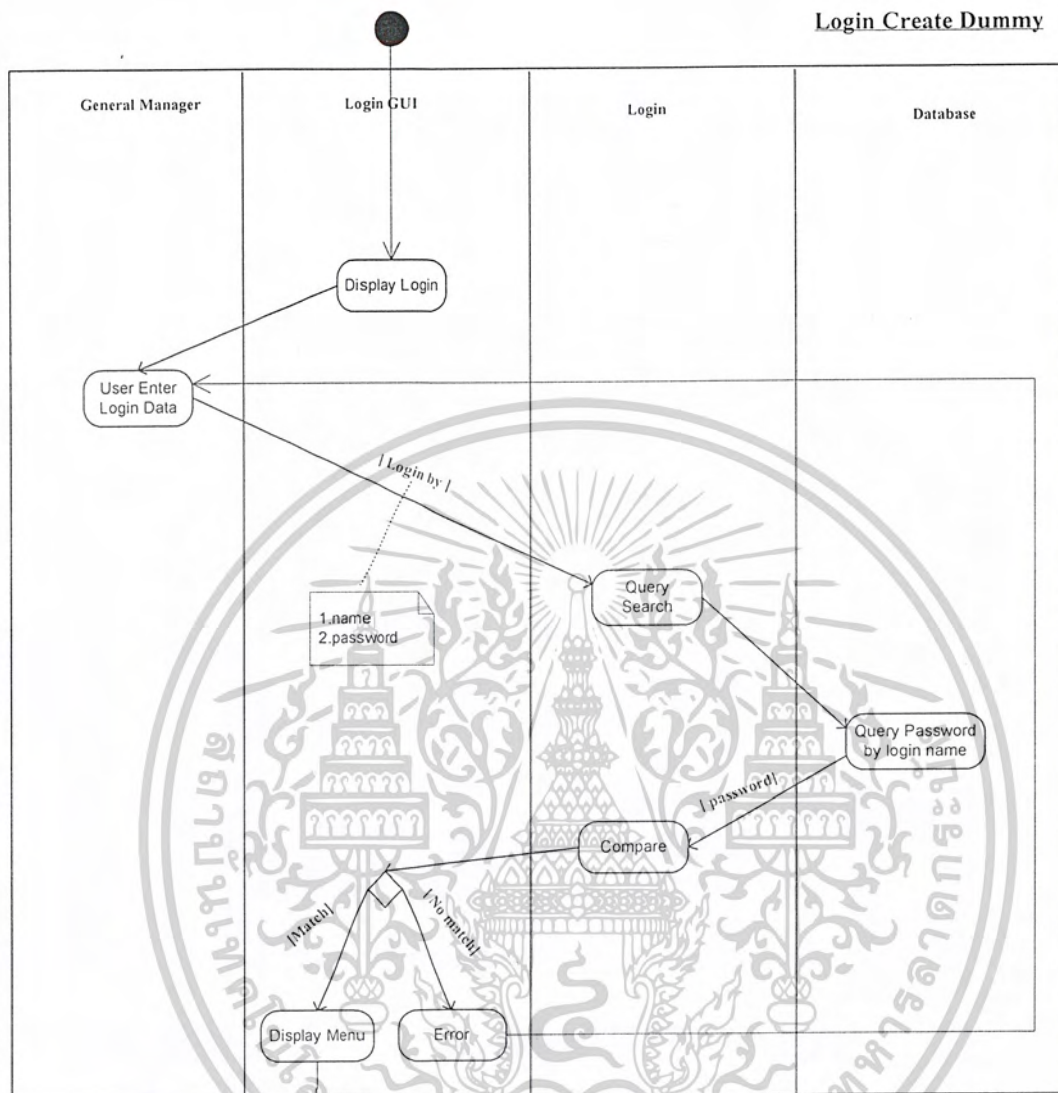 Login Create Dummy
General Manager
Login GUI
Login
Database
Display Login
User Enter
Login Data
[ Login by ]
1.name
2.password
Query
Search
Query Password
by login name
[ password]
Compare
[Match]
[ No match]
Display Menu
Error